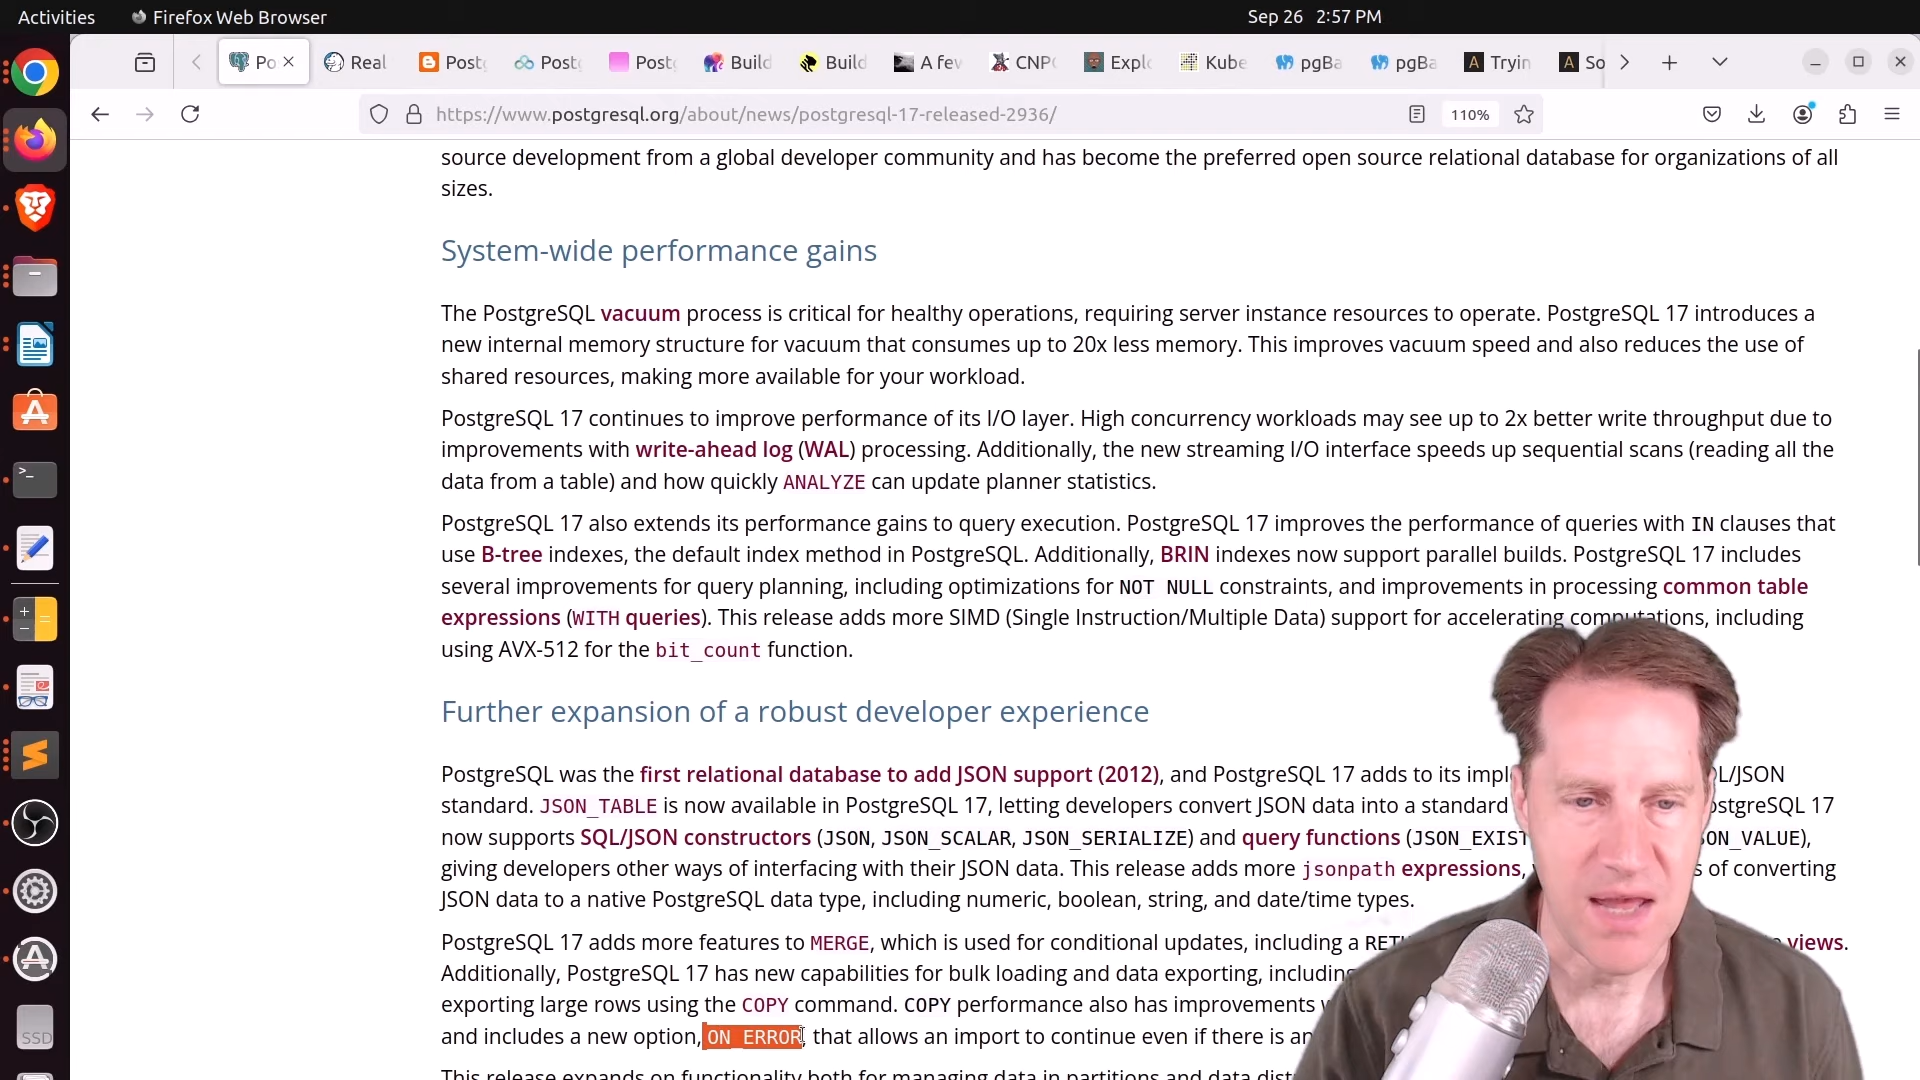 Activities
Firefox Web Browser
Sep 26 2:57 PM
Po
Real
Post
Post
Post
Build
Build
A fev
CNP
Expl
Kube
pgBa
pgBa
Tryin
So
https://www.postgresql.org/about/news/postgresql-17-released-2936/
110%
source development from a global developer community and has become the preferred open source relational database for organizations of all
sizes.
System-wide performance gains
The PostgreSQL vacuum process is critical for healthy operations, requiring server instance resources to operate. PostgreSQL 17 introduces a
new internal memory structure for vacuum that consumes up to 20x less memory. This improves vacuum speed and also reduces the use of
shared resources, making more available for your workload.
PostgreSQL 17 continues to improve performance of its I/O layer. High concurrency workloads may see up to 2x better write throughput due to
improvements with write-ahead log (WAL) processing. Additionally, the new streaming I/O interface speeds up sequential scans (reading all the
data from a table) and how quickly ANALYZE can update planner statistics.
PostgreSQL 17 also extends its performance gains to query execution. PostgreSQL 17 improves the performance of queries with IN clauses that
use B-tree indexes, the default index method in PostgreSQL. Additionally, BRIN indexes now support parallel builds. PostgreSQL 17 includes
several improvements for query planning, including optimizations for NOT NULL constraints, and improvements in processing common table
expressions (WITH queries). This release adds more SIMD (Single Instruction/Multiple Data) support for accelerating computations, including
using AVX-512 for the bit_count function.
Further expansion of a robust developer experience
PostgreSQL was the first relational database to add JSON support (2012), and PostgreSQL 17 adds to its impl L/JSON
standard. JSON_TABLE is now available in PostgreSQL 17, letting developers convert JSON data into a standard ostgreSQL 17
now supports SQL/JSON constructors (JSON, JSON_SCALAR, JSON_SERIALIZE) and query functions (JSON_EXIST ON_VALUE),
giving developers other ways of interfacing with their JSON data. This release adds more jsonpath expressions, s of converting
JSON data to a native PostgreSQL data type, including numeric, boolean, string, and date/time types.
PostgreSQL 17 adds more features to MERGE, which is used for conditional updates, including a RET views.
Additionally, PostgreSQL 17 has new capabilities for bulk loading and data exporting, including
exporting large rows using the COPY command. COPY performance also has improvements
and includes a new option, ON_ERROR, that allows an import to continue even if there is an
This release expands on functionality both for managing data in partitions and data dist
SSD